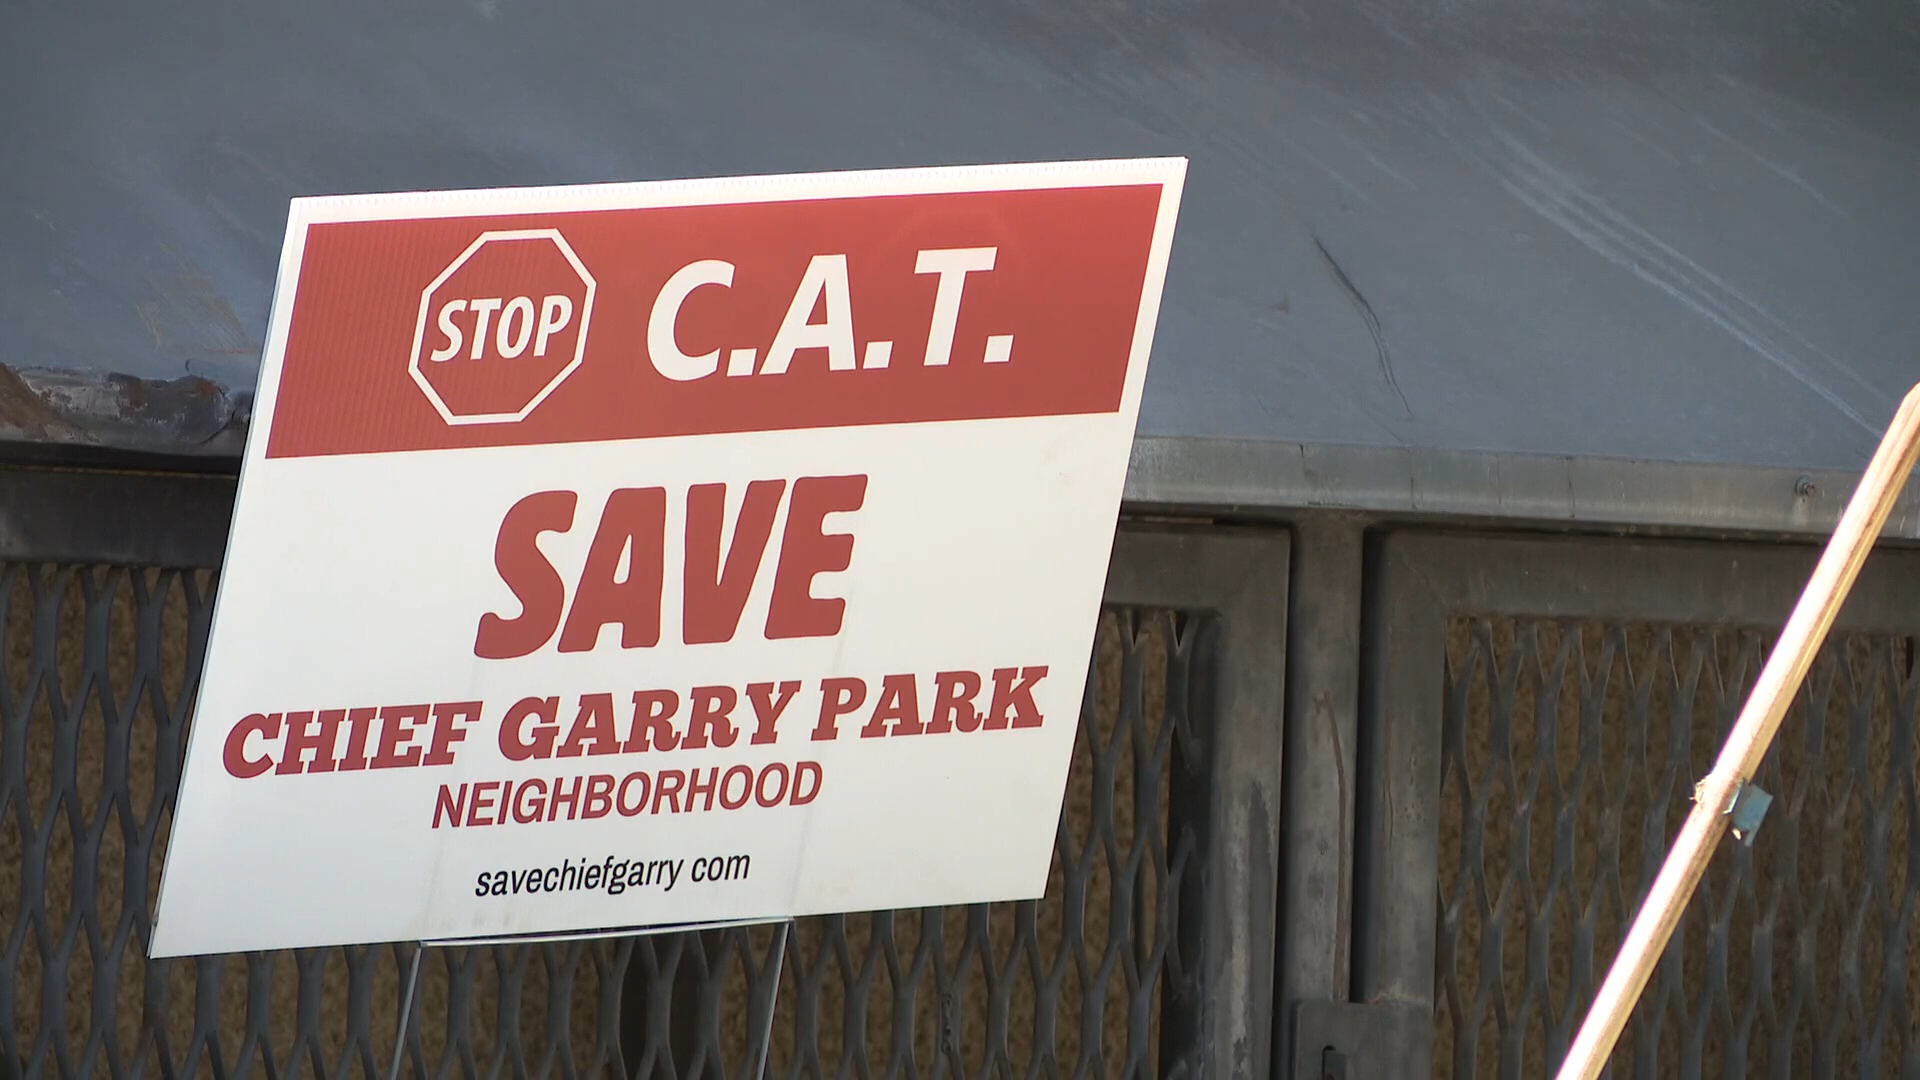 STOP C.A.T.
SAVE
CHIEF GARRY PARK
NEIGHBORHOOD
savechiefgarry com